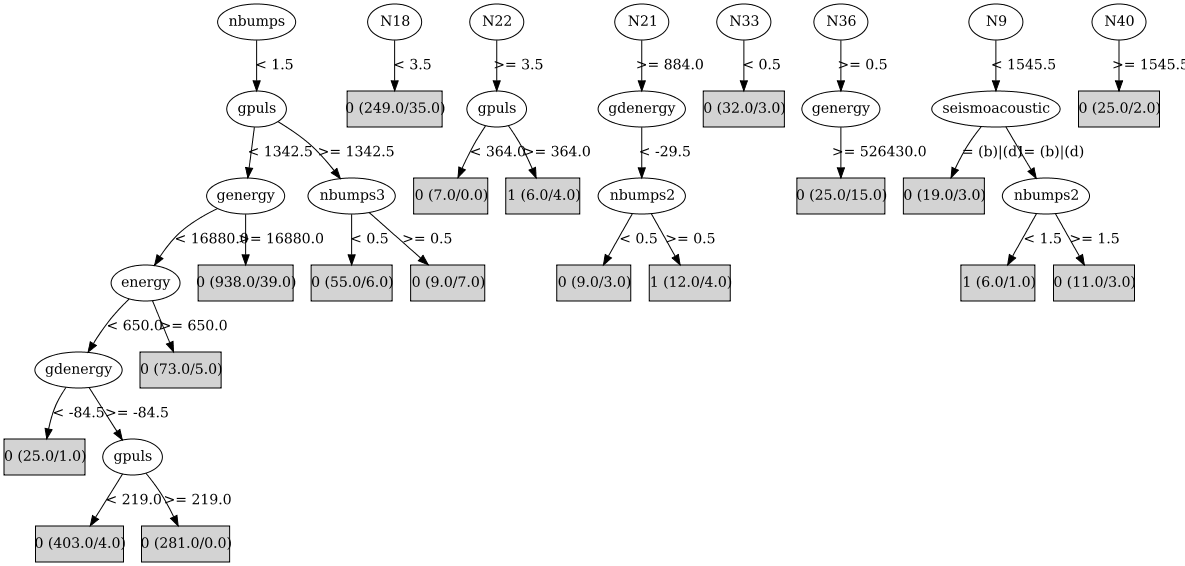 nbumps N18 N22 N21 N33 N36 N9 N40
< 1.5 < 3.5 >= 3.5 >= 884.0 < 0.5 >= 0.5 < 1545.5 >= 1545.5
gpuls 0 (249.0/35.0) gpuls gdenergy 0 (32.0/3.0) genergy seismoacoustic 0 (25.0/2.0)
< 1342.5 >= 1342.5 < 364.0 >= 364.0 < -29.5 >= 526430.0 = (b)|(d) != (b)|(d)
genergy nbumps3 0 (7.0/0.0) 1 (6.0/4.0) nbumps2 0 (25.0/15.0) 0 (19.0/3.0) nbumps2
< 16880.0 >= 16880.0 < 0.5 >= 0.5 < 0.5 >= 0.5 < 1.5 >= 1.5
energy 0 (938.0/39.0) 0 (55.0/6.0) 0 (9.0/7.0) 0 (9.0/3.0) 1 (12.0/4.0) 1 (6.0/1.0) 0 (11.0/3.0)
< 650.0 >= 650.0
gdenergy 0 (73.0/5.0)
< -84.5 >= -84.5
0 (25.0/1.0) gpuls
< 219.0 >= 219.0
0 (403.0/4.0) 0 (281.0/0.0)